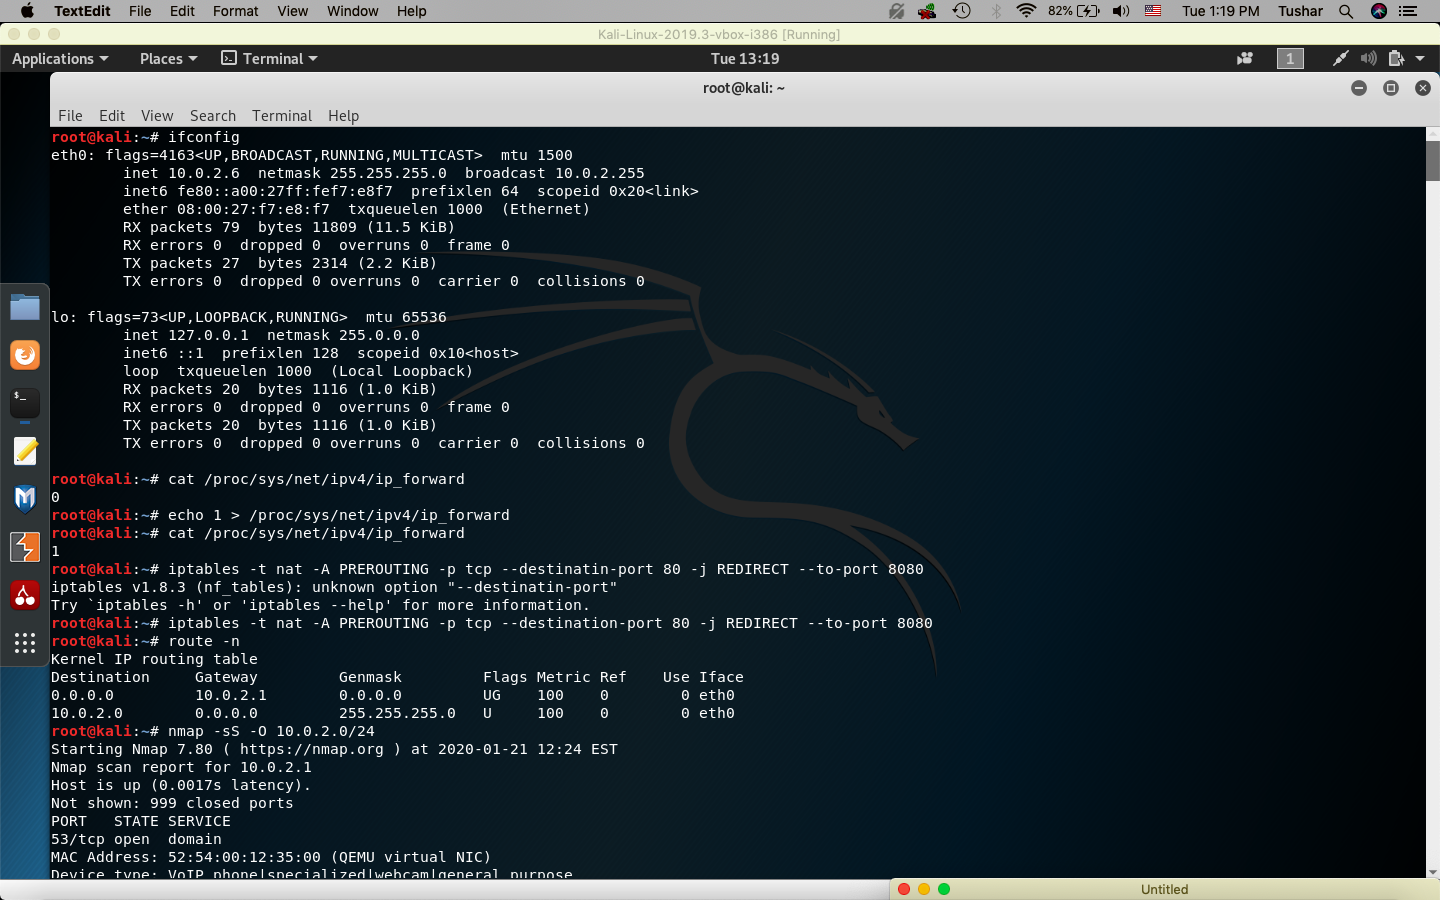 TextEdit File Edit Format View Window Help 82% Tue 1:19 PM Tushar
Kali-Linux-2019.3-vbox-i386 [Running]
Applications Places Terminal Tue 13:19 1
root@kali: ~
File Edit View Search Terminal Help
root@kali:~# ifconfig
eth0: flags=4163<UP,BROADCAST,RUNNING,MULTICAST>  mtu 1500
        inet 10.0.2.6  netmask 255.255.255.0  broadcast 10.0.2.255
        inet6 fe80::a00:27ff:fef7:e8f7  prefixlen 64  scopeid 0x20<link>
        ether 08:00:27:f7:e8:f7  txqueuelen 1000  (Ethernet)
        RX packets 79  bytes 11809 (11.5 KiB)
        RX errors 0  dropped 0  overruns 0  frame 0
        TX packets 27  bytes 2314 (2.2 KiB)
        TX errors 0  dropped 0 overruns 0  carrier 0  collisions 0
lo: flags=73<UP,LOOPBACK,RUNNING>  mtu 65536
        inet 127.0.0.1  netmask 255.0.0.0
        inet6 ::1  prefixlen 128  scopeid 0x10<host>
        loop  txqueuelen 1000  (Local Loopback)
        RX packets 20  bytes 1116 (1.0 KiB)
        RX errors 0  dropped 0  overruns 0  frame 0
        TX packets 20  bytes 1116 (1.0 KiB)
        TX errors 0  dropped 0 overruns 0  carrier 0  collisions 0
root@kali:~# cat /proc/sys/net/ipv4/ip_forward
0
root@kali:~# echo 1 > /proc/sys/net/ipv4/ip_forward
root@kali:~# cat /proc/sys/net/ipv4/ip_forward
1
root@kali:~# iptables -t nat -A PREROUTING -p tcp --destinatin-port 80 -j REDIRECT --to-port 8080
iptables v1.8.3 (nf_tables): unknown option "--destinatin-port"
Try `iptables -h' or 'iptables --help' for more information.
root@kali:~# iptables -t nat -A PREROUTING -p tcp --destination-port 80 -j REDIRECT --to-port 8080
root@kali:~# route -n
Kernel IP routing table
Destination     Gateway         Genmask         Flags Metric Ref    Use Iface
0.0.0.0         10.0.2.1        0.0.0.0         UG    100    0        0 eth0
10.0.2.0        0.0.0.0         255.255.255.0   U     100    0        0 eth0
root@kali:~# nmap -sS -O 10.0.2.0/24
Starting Nmap 7.80 ( https://nmap.org ) at 2020-01-21 12:24 EST
Nmap scan report for 10.0.2.1
Host is up (0.0017s latency).
Not shown: 999 closed ports
PORT   STATE SERVICE
53/tcp open  domain
MAC Address: 52:54:00:12:35:00 (QEMU virtual NIC)
Device type: VoIP phone|specialized|webcam|general purpose
Untitled